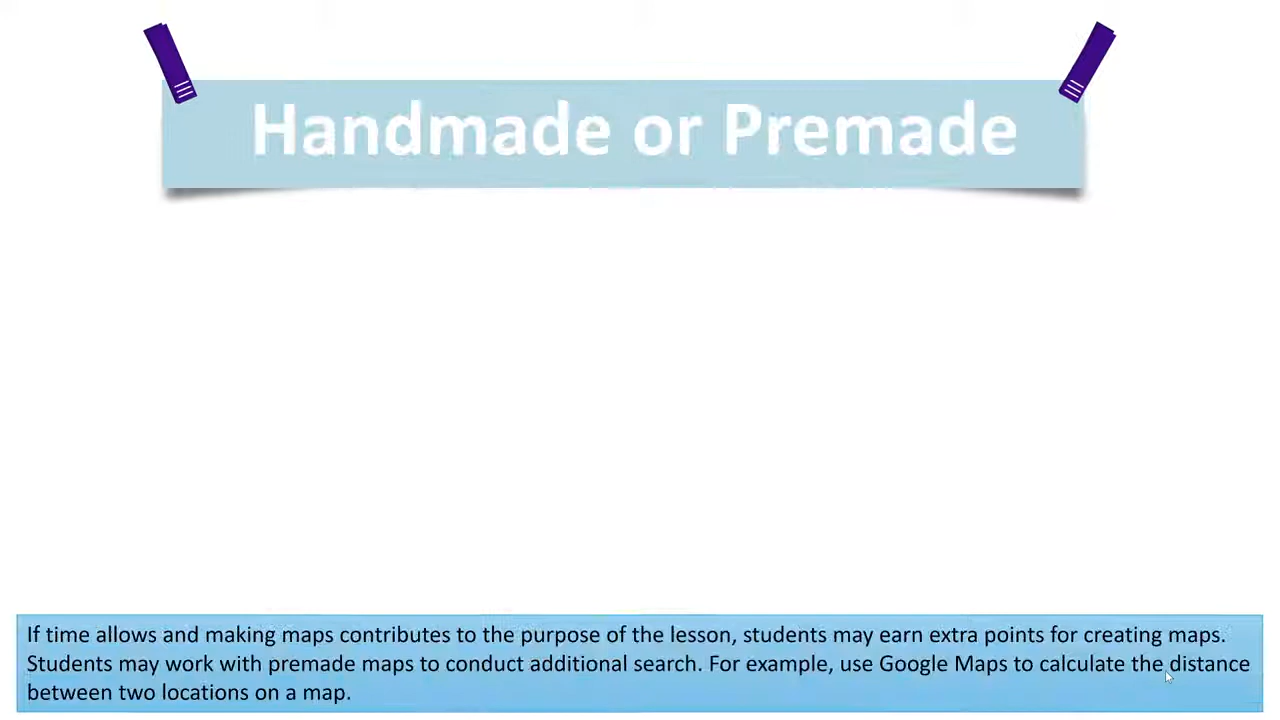 Handmade or Premade
If time allows and making maps contributes to the purpose of the lesson, students may earn extra points for creating maps.
Students may work with premade maps to conduct additional search. For example, use Google Maps to calculate the distance
between two locations on a map.